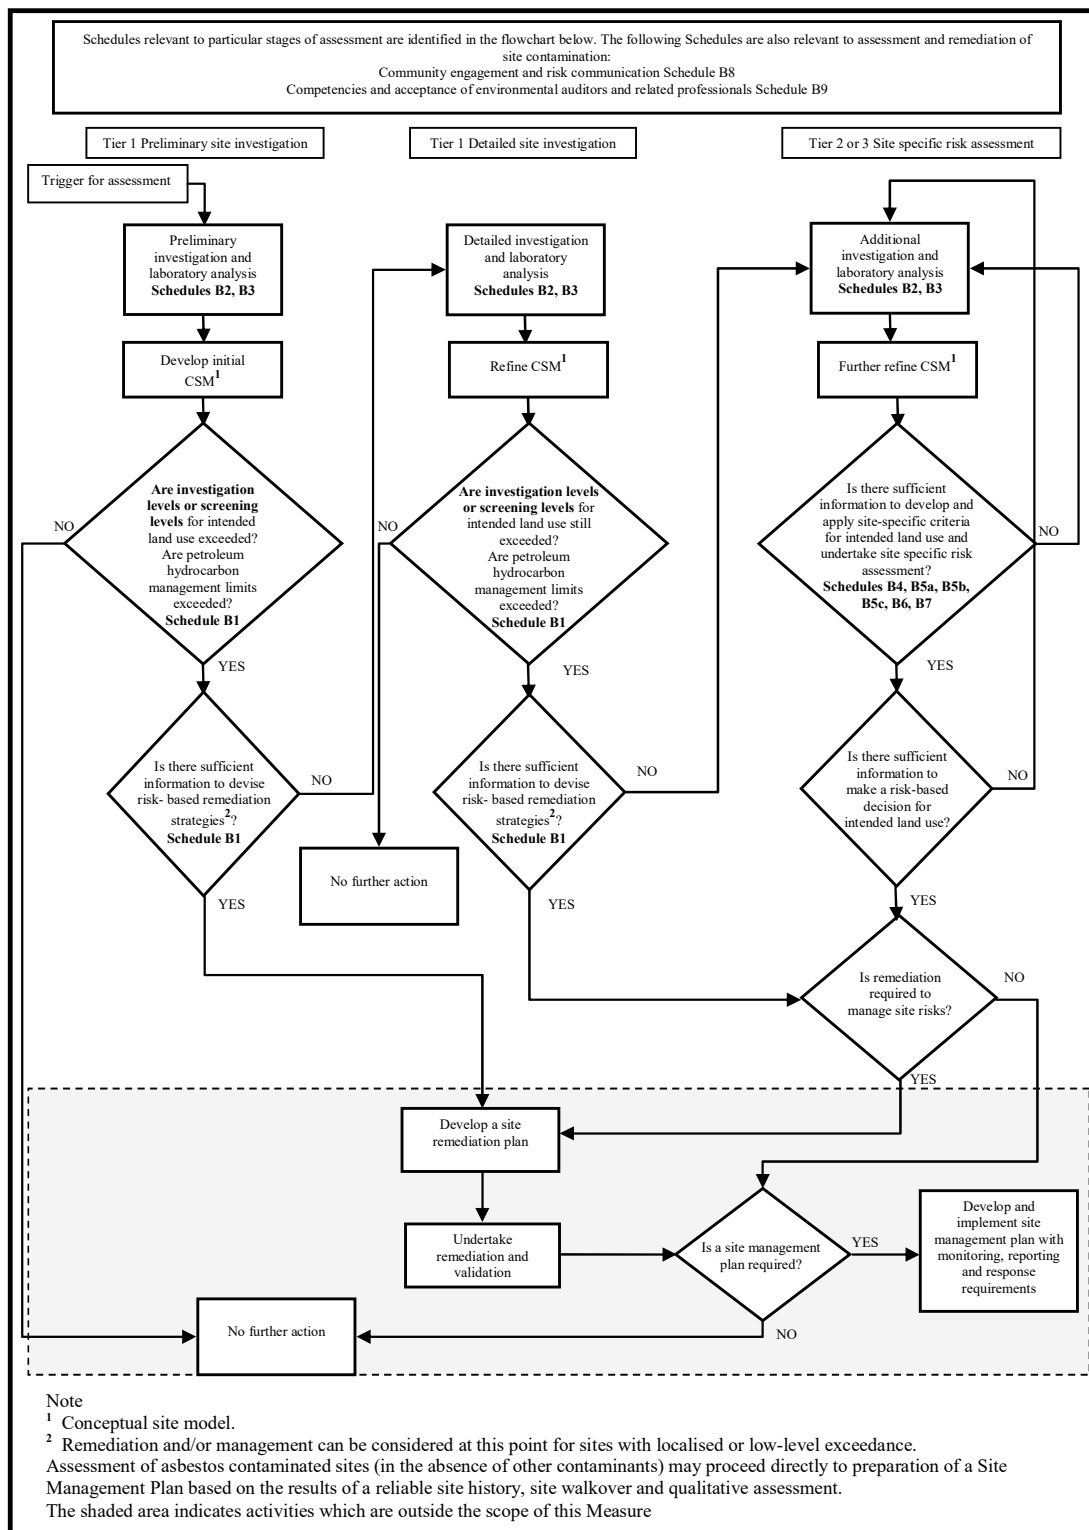 Schedules relevant to particular stages of assessment are identified in the flowchart below. The following Schedules are also relevant to assessment and remediation of
site contamination:
Community engagement and risk communication Schedule B8
Competencies and acceptance of environmental auditors and related professionals Schedule B9
Tier 1 Preliminary site investigation
Trigger for assessment
Preliminary
investigation and
laboratory analysis
Schedules B2, B3
Develop initial
CSM1
Are investigation
levels or screening
levels for intended
land use exceeded?
Are petroleum
hydrocarbon
management limits
exceeded?
Schedule B1
NO
YES
Is there sufficient
information to devise
risk- based remediation
strategies2?
Schedule B1
NO
YES
Tier 1 Detailed site investigation
Detailed investigation
and laboratory
analysis
Schedules B2, B3
Refine CSM1
Are investigation levels
or screening levels for
intended land use still
exceeded?
Are petroleum
hydrocarbon
management limits
exceeded?
Schedule B1
NO
YES
Is there sufficient
information to devise
risk- based remediation
strategies2?
Schedule B1
NO
YES
No further action
Tier 2 or 3 Site specific risk assessment
Additional
investigation and
laboratory analysis
Schedules B2, B3
Further refine CSM1
Is there sufficient
information to develop and
apply site-specific criteria
for intended land use and
undertake site specific risk
assessment?
Schedules B4, B5a, B5b,
B5c, B6, B7
NO
YES
Is there sufficient
information to
make a risk-based
decision for
intended land use?
NO
YES
Is remediation
required to
manage site risks?
NO
YES
Develop a site
remediation plan
Undertake
remediation and
validation
Is a site management
plan required?
YES
Develop and
implement site
management plan with
monitoring, reporting
and response
requirements
NO
No further action
Note
1 Conceptual site model.
2 Remediation and/or management can be considered at this point for sites with localised or low-level exceedance.
Assessment of asbestos contaminated sites (in the absence of other contaminants) may proceed directly to preparation of a Site
Management Plan based on the results of a reliable site history, site walkover and qualitative assessment.
The shaded area indicates activities which are outside the scope of this Measure